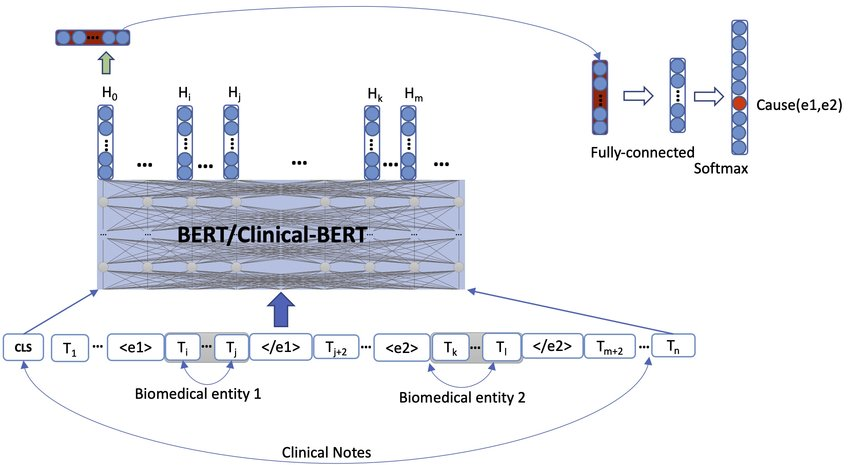 H0 Hi Hj Hk Hm
Cause(e1,e2)
Fully-connected
Softmax
BERT/Clinical-BERT
CLS T1 ... <e1> Ti ... Tj </e1> Tj+2 ... <e2> Tk ... Tl </e2> Tm+2 ... Tn
Biomedical entity 1
Biomedical entity 2
Clinical Notes